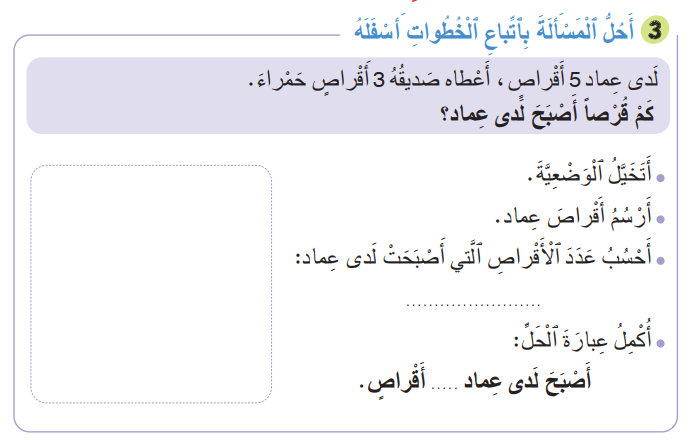 3 أَحُلُّ ٱلْمَسْأَلَةَ بِٱتِّباعِ ٱلْخُطُواتِ أَسْفَلَهُ
لَدى عِماد 5 أَقْراص، أَعْطاه صَديقُهُ 3 أَقْراصٍ حَمْراءَ.
كَمْ قُرْصاً أَصْبَحَ لَدى عِماد؟
• أَتَخَيَّلُ ٱلْوَضْعِيَّةَ.
• أَرْسُمُ أَقْراصَ عِماد.
• أَحْسُبُ عَدَدَ ٱلْأَقْراصِ ٱلَّتي أَصْبَحَتْ لَدى عِماد:
........................
• أُكْمِلُ عِبارَةَ ٱلْحَلِّ:
أَصْبَحَ لَدى عِماد ..... أَقْراصٍ.